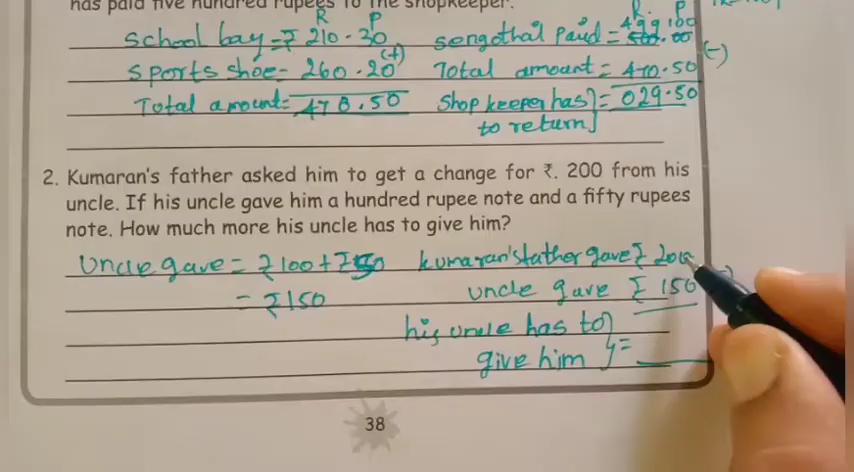 has paid five hundred rupees to the shopkeeper.
R P
school bag = ₹ 210.30
sports shoe = 260.20 (+)
Total amount = 470.50
R P
499 100
sengothai paid = 500.00
Total amount = 470.50 (-)
Shop keeper has = 029.50
to return
2. Kumaran's father asked him to get a change for ₹. 200 from his
uncle. If his uncle gave him a hundred rupee note and a fifty rupees
note. How much more his uncle has to give him?
Uncle gave = ₹100 + ₹50
= ₹150
kumaran's father gave ₹ 200
uncle gave ₹ 150
his uncle has to
give him =
38